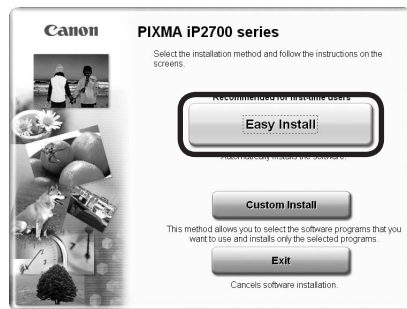 Canon
PIXMA iP2700 series
Select the installation method and follow the instructions on the
screens.
Recommended for first-time users
Easy Install
Automatically installs the software.
Custom Install
This method allows you to select the software programs that you
want to use and installs only the selected programs.
Exit
Cancels software installation.